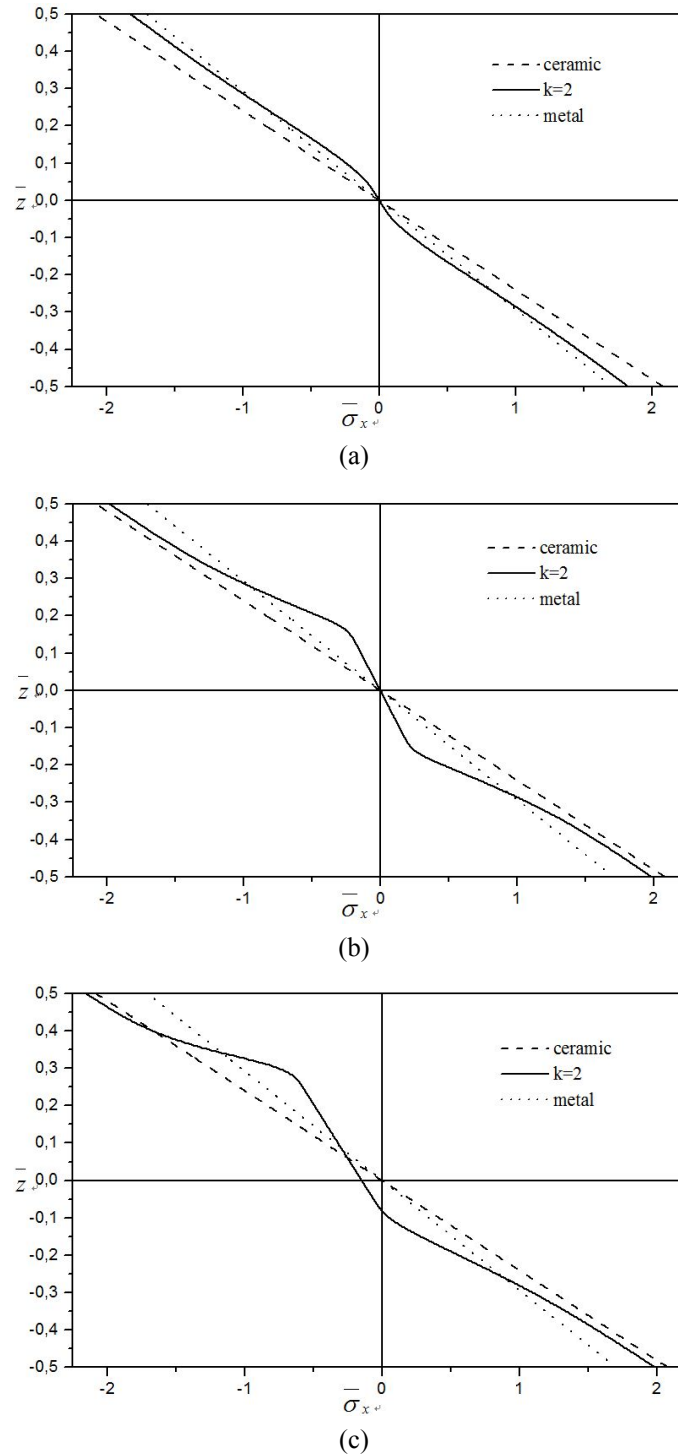 0,5
0,4
0,3
0,2
0,1
z̄ 0,0
-0,1
-0,2
-0,3
-0,4
-0,5
ceramic
k=2
metal
-2 -1 0 1 2
σ̄x
(a)
0,5
0,4
0,3
0,2
0,1
z̄ 0,0
-0,1
-0,2
-0,3
-0,4
-0,5
ceramic
k=2
metal
-2 -1 0 1 2
σ̄x
(b)
0,5
0,4
0,3
0,2
0,1
z̄ 0,0
-0,1
-0,2
-0,3
-0,4
-0,5
ceramic
k=2
metal
-2 -1 0 1 2
σ̄x
(c)